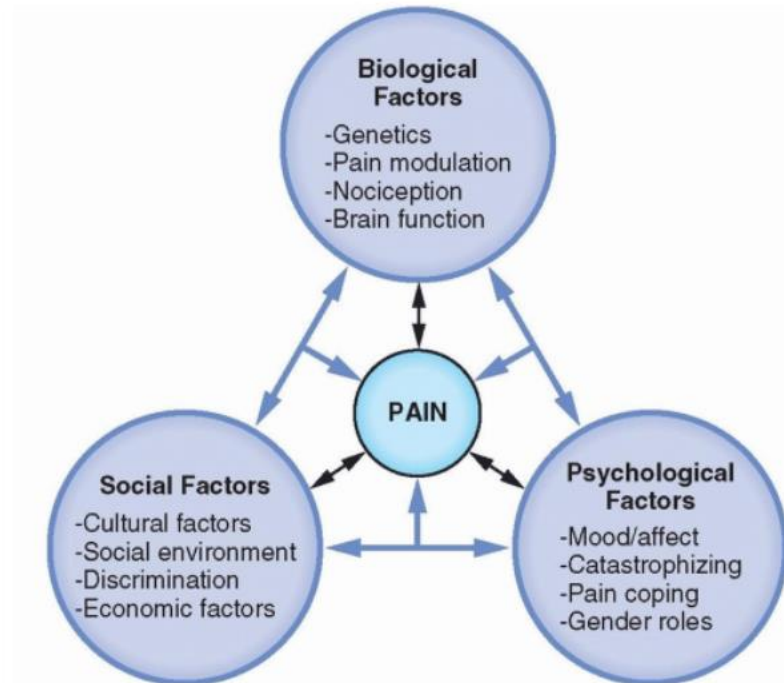 Biological
Factors
-Genetics
-Pain modulation
-Nociception
-Brain function
PAIN
Social Factors
-Cultural factors
-Social environment
-Discrimination
-Economic factors
Psychological
Factors
-Mood/affect
-Catastrophizing
-Pain coping
-Gender roles